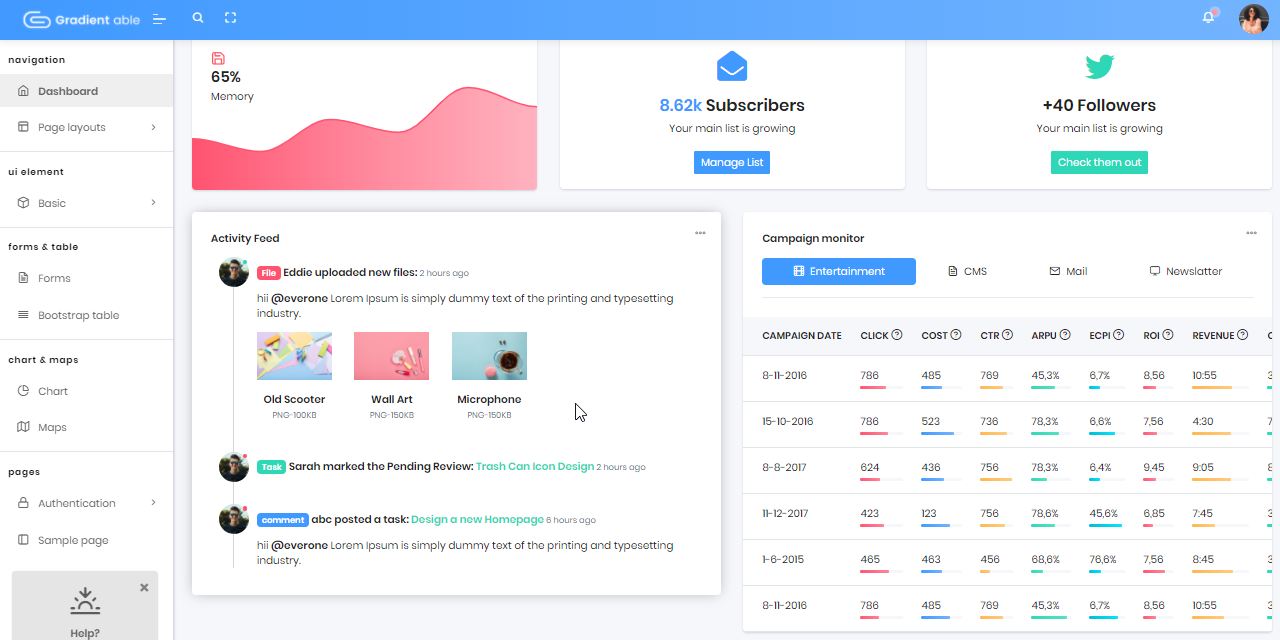 Gradient able
navigation
Dashboard
Page layouts
ui element
Basic
forms & table
Forms
Bootstrap table
chart & maps
Chart
Maps
pages
Authentication
Sample page
Help?
65%
Memory
8.62k Subscribers
Your main list is growing
Manage List
+40 Followers
Your main list is growing
Check them out
Activity Feed
File Eddie uploaded new files: 2 hours ago
hii @everone Lorem Ipsum is simply dummy text of the printing and typesetting
industry.
Old Scooter Wall Art Microphone
PNG-100KB PNG-150KB PNG-150KB
Task Sarah marked the Pending Review: Trash Can Icon Design 2 hours ago
comment abc posted a task: Design a new Homepage 6 hours ago
hii @everone Lorem Ipsum is simply dummy text of the printing and typesetting
industry.
Campaign monitor
Entertainment CMS Mail Newslatter
CAMPAIGN DATE CLICK COST CTR ARPU ECPI ROI REVENUE
8-11-2016 786 485 769 45,3% 6,7% 8,56 10:55
15-10-2016 786 523 736 78,3% 6,6% 7,56 4:30
8-8-2017 624 436 756 78,3% 6,4% 9,45 9:05
11-12-2017 423 123 756 78,6% 45,6% 6,85 7:45
1-6-2015 465 463 456 68,6% 76,6% 7,56 8:45
8-11-2016 786 485 769 45,3% 6,7% 8,56 10:55